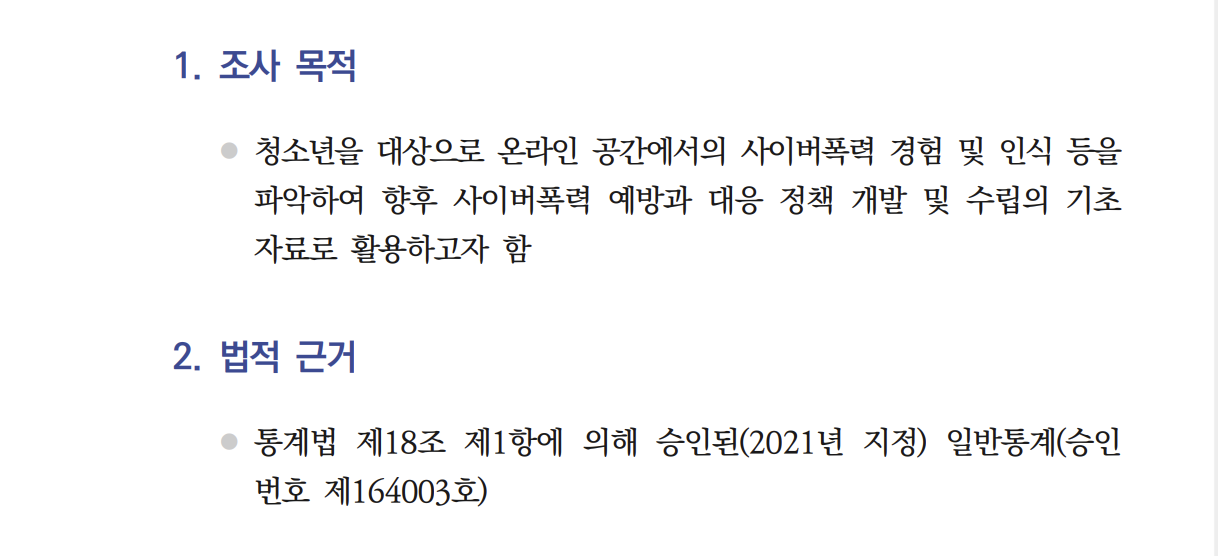 1. 조사 목적
● 청소년을 대상으로 온라인 공간에서의 사이버폭력 경험 및 인식 등을
파악하여 향후 사이버폭력 예방과 대응 정책 개발 및 수립의 기초
자료로 활용하고자 함
2. 법적 근거
● 통계법 제18조 제1항에 의해 승인된(2021년 지정) 일반통계(승인
번호 제164003호)